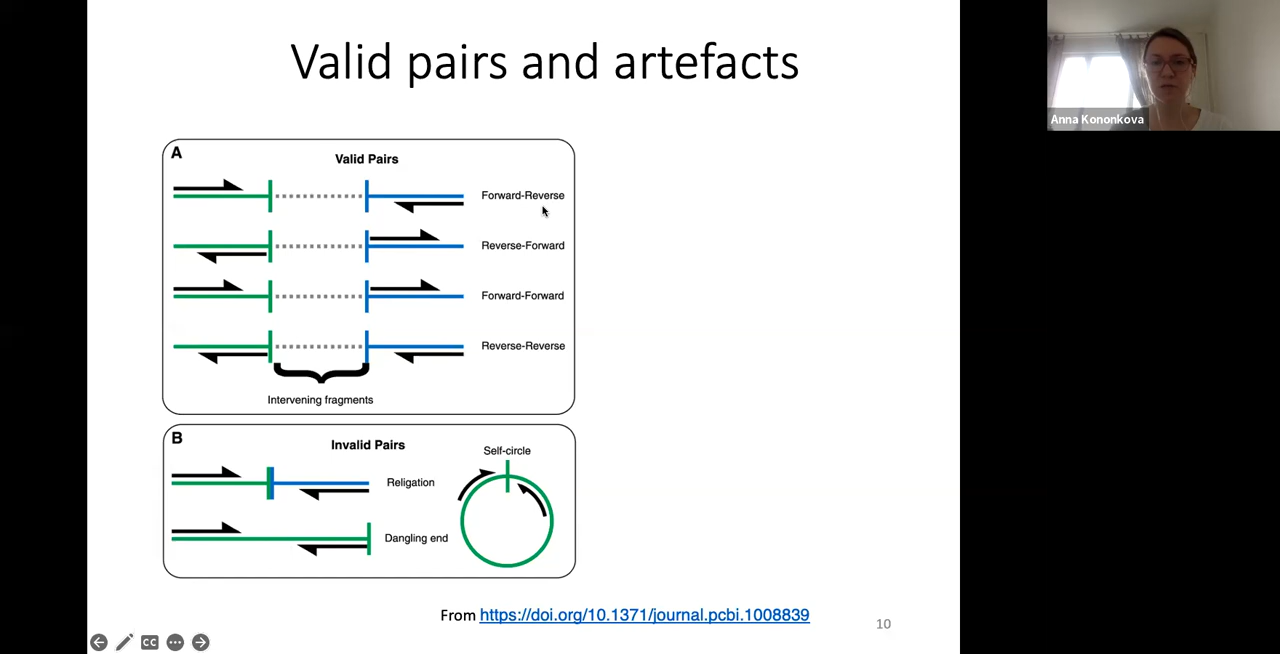 Valid pairs and artefacts
Anna Kononkova
A
Valid Pairs
Forward-Reverse
Reverse-Forward
Forward-Forward
Reverse-Reverse
Intervening fragments
B
Invalid Pairs
Self-circle
Religation
Dangling end
From https://doi.org/10.1371/journal.pcbi.1008839
10
CC